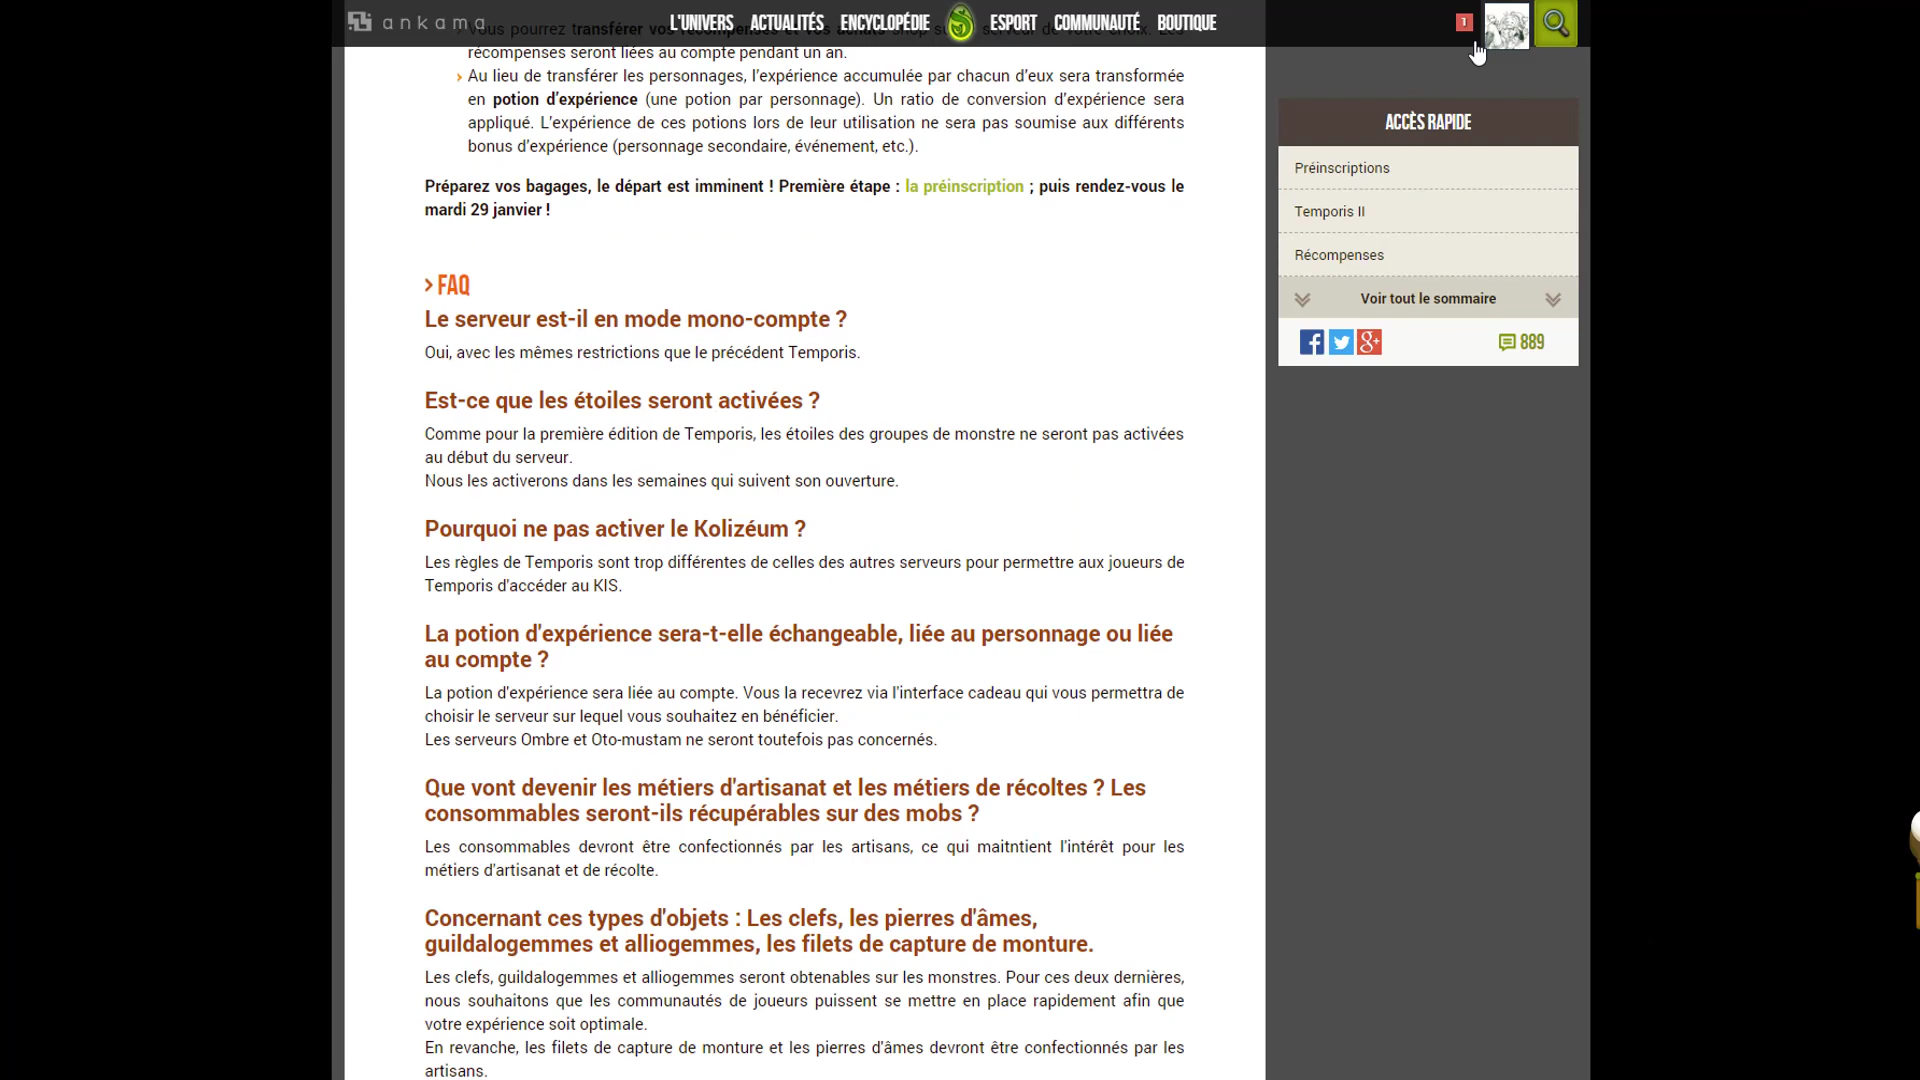 ankama
L'UNIVERS ACTUALITÉS ENCYCLOPÉDIE ESPORT COMMUNAUTÉ BOUTIQUE
1
Vous pourrez transférer vos récompenses et vos achats shop sur le serveur de votre choix. Les
récompenses seront liées au compte pendant un an.
› Au lieu de transférer les personnages, l'expérience accumulée par chacun d'eux sera transformée
en potion d'expérience (une potion par personnage). Un ratio de conversion d'expérience sera
appliqué. L'expérience de ces potions lors de leur utilisation ne sera pas soumise aux différents
bonus d'expérience (personnage secondaire, événement, etc.).
Préparez vos bagages, le départ est imminent ! Première étape : la préinscription ; puis rendez-vous le
mardi 29 janvier !
› FAQ
Le serveur est-il en mode mono-compte ?
Oui, avec les mêmes restrictions que le précédent Temporis.
Est-ce que les étoiles seront activées ?
Comme pour la première édition de Temporis, les étoiles des groupes de monstre ne seront pas activées
au début du serveur.
Nous les activerons dans les semaines qui suivent son ouverture.
Pourquoi ne pas activer le Kolizéum ?
Les règles de Temporis sont trop différentes de celles des autres serveurs pour permettre aux joueurs de
Temporis d'accéder au KIS.
La potion d'expérience sera-t-elle échangeable, liée au personnage ou liée
au compte ?
La potion d'expérience sera liée au compte. Vous la recevrez via l'interface cadeau qui vous permettra de
choisir le serveur sur lequel vous souhaitez en bénéficier.
Les serveurs Ombre et Oto-mustam ne seront toutefois pas concernés.
Que vont devenir les métiers d'artisanat et les métiers de récoltes ? Les
consommables seront-ils récupérables sur des mobs ?
Les consommables devront être confectionnés par les artisans, ce qui maitntient l'intérêt pour les
métiers d'artisanat et de récolte.
Concernant ces types d'objets : Les clefs, les pierres d'âmes,
guildalogemmes et alliogemmes, les filets de capture de monture.
Les clefs, guildalogemmes et alliogemmes seront obtenables sur les monstres. Pour ces deux dernières,
nous souhaitons que les communautés de joueurs puissent se mettre en place rapidement afin que
votre expérience soit optimale.
En revanche, les filets de capture de monture et les pierres d'âmes devront être confectionnés par les
artisans.
ACCÈS RAPIDE
Préinscriptions
Temporis II
Récompenses
Voir tout le sommaire
889